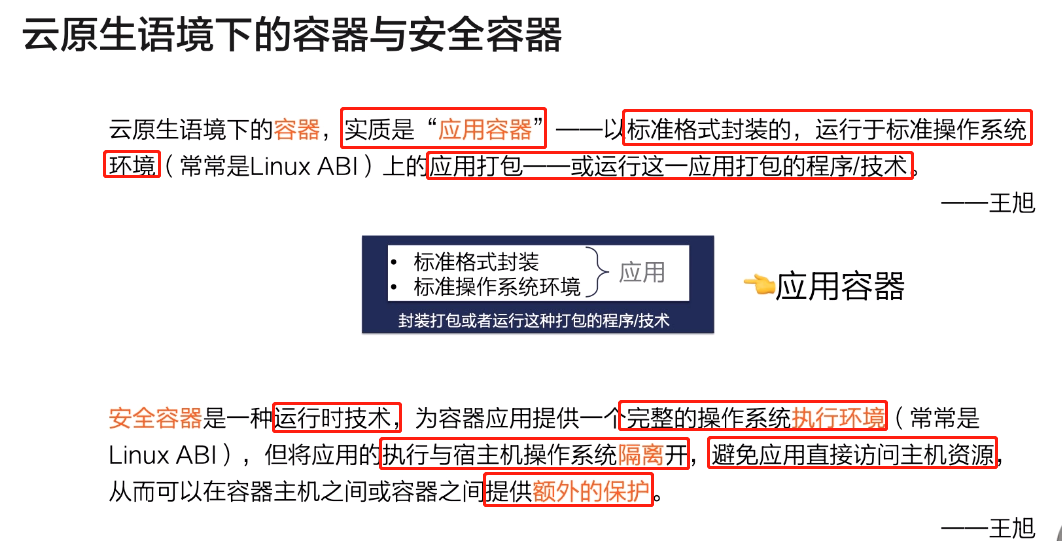 云原生语境下的容器与安全容器
云原生语境下的容器，实质是“应用容器”——以标准格式封装的，运行于标准操作系统
环境（常常是Linux ABI）上的应用打包——或运行这一应用打包的程序/技术。
——王旭
• 标准格式封装
• 标准操作系统环境
应用
封装打包或者运行这种打包的程序/技术
👈应用容器
安全容器是一种运行时技术，为容器应用提供一个完整的操作系统执行环境（常常是
Linux ABI），但将应用的执行与宿主机操作系统隔离开，避免应用直接访问主机资源，
从而可以在容器主机之间或容器之间提供额外的保护。
——王旭